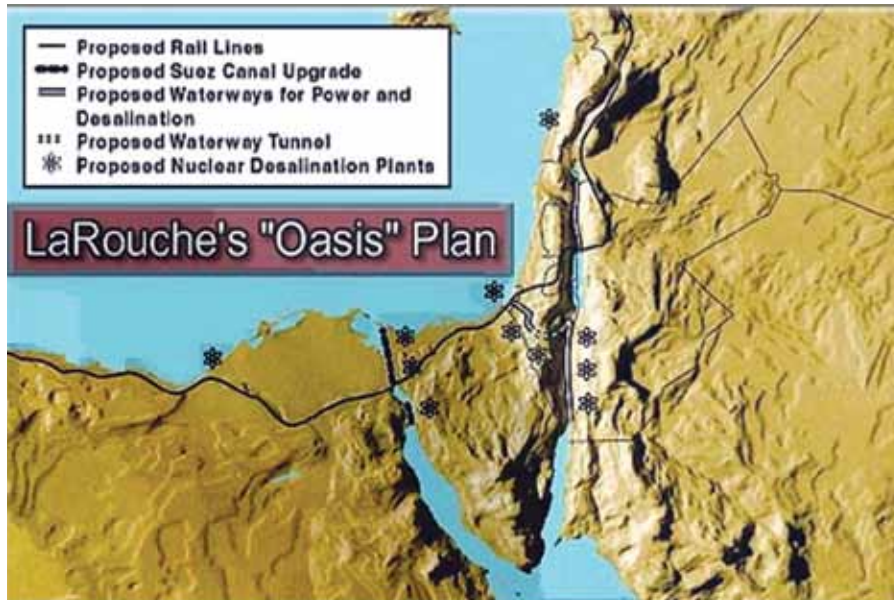 Proposed Rail Lines
Proposed Suez Canal Upgrade
Proposed Waterways for Power and
Desalination
Proposed Waterway Tunnel
Proposed Nuclear Desalination Plants
LaRouche's "Oasis" Plan